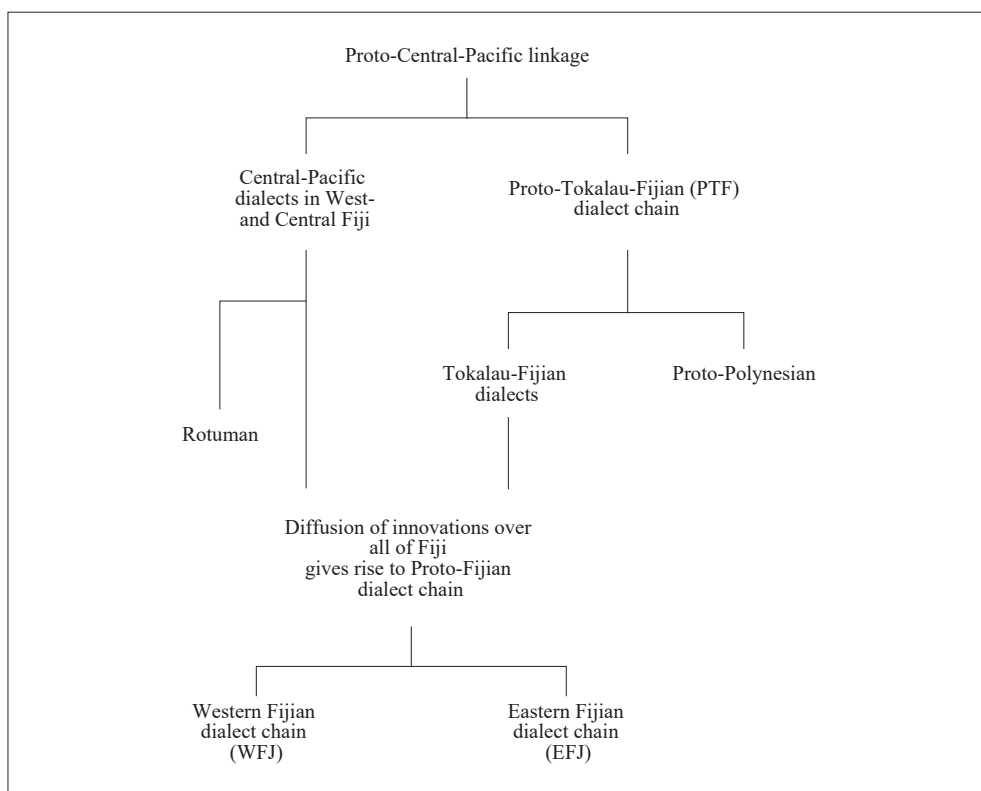 Proto-Central-Pacific linkage
Central-Pacific
dialects in West-
and Central Fiji
Proto-Tokalau-Fijian (PTF)
dialect chain
Tokalau-Fijian
dialects
Proto-Polynesian
Rotuman
Diffusion of innovations over
all of Fiji
gives rise to Proto-Fijian
dialect chain
Western Fijian
dialect chain
(WFJ)
Eastern Fijian
dialect chain
(EFJ)